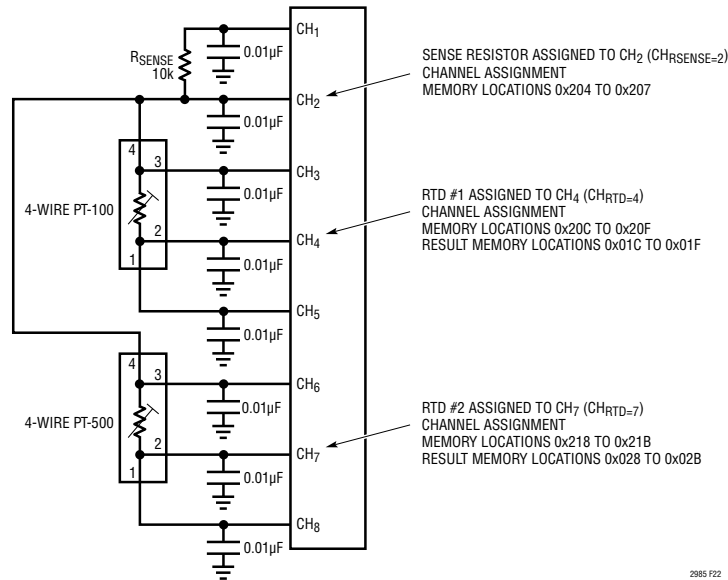 CH1
0.01µF
RSENSE
10k
SENSE RESISTOR ASSIGNED TO CH2 (CHRSENSE=2)
CHANNEL ASSIGNMENT
MEMORY LOCATIONS 0x204 TO 0x207
CH2
0.01µF
4
3
CH3
0.01µF
4-WIRE PT-100
2
1
CH4
0.01µF
RTD #1 ASSIGNED TO CH4 (CHRTD=4)
CHANNEL ASSIGNMENT
MEMORY LOCATIONS 0x20C TO 0x20F
RESULT MEMORY LOCATIONS 0x01C TO 0x01F
CH5
0.01µF
4
3
CH6
0.01µF
4-WIRE PT-500
2
1
CH7
0.01µF
RTD #2 ASSIGNED TO CH7 (CHRTD=7)
CHANNEL ASSIGNMENT
MEMORY LOCATIONS 0x218 TO 0x21B
RESULT MEMORY LOCATIONS 0x028 TO 0x02B
CH8
0.01µF
2985 F22